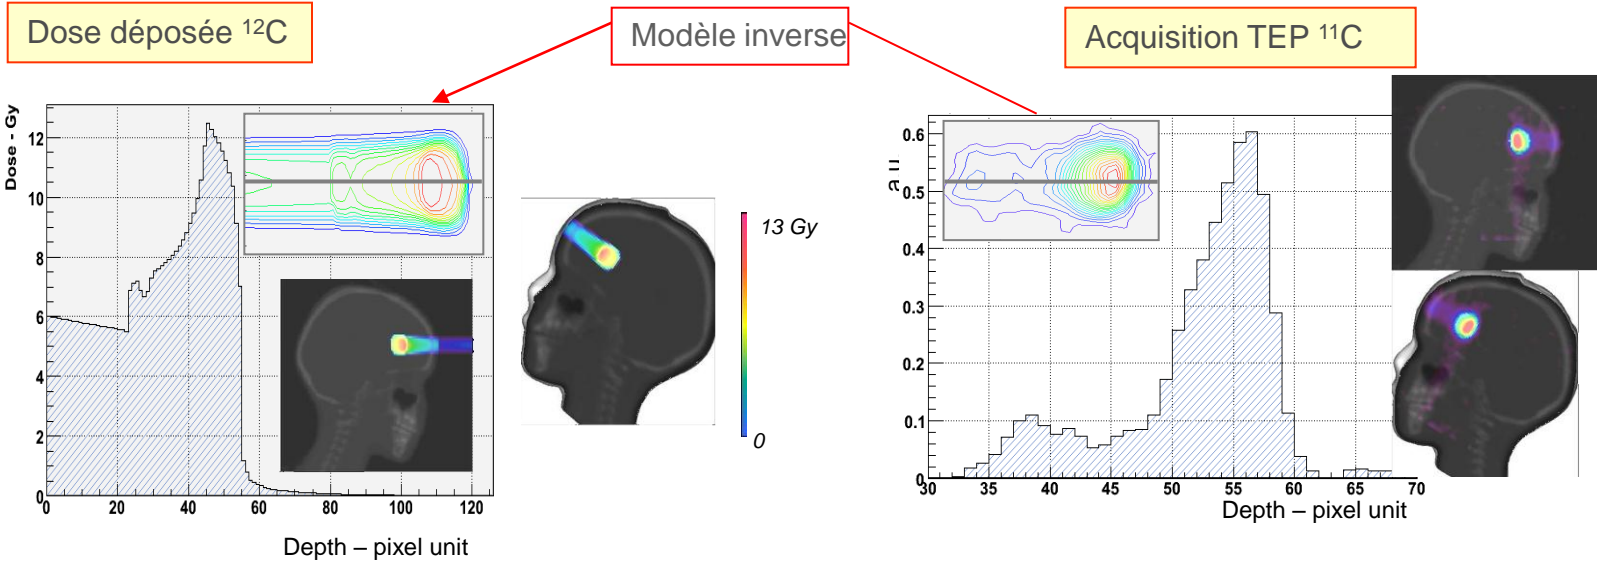 Dose déposée ¹²C
Modèle inverse
Acquisition TEP ¹¹C
Dose - Gy
12
10
8
6
4
2
0
0 20 40 60 80 100 120
Depth – pixel unit
13 Gy
0
a u
0.6
0.5
0.4
0.3
0.2
0.1
0
30 35 40 45 50 55 60 65 70
Depth – pixel unit